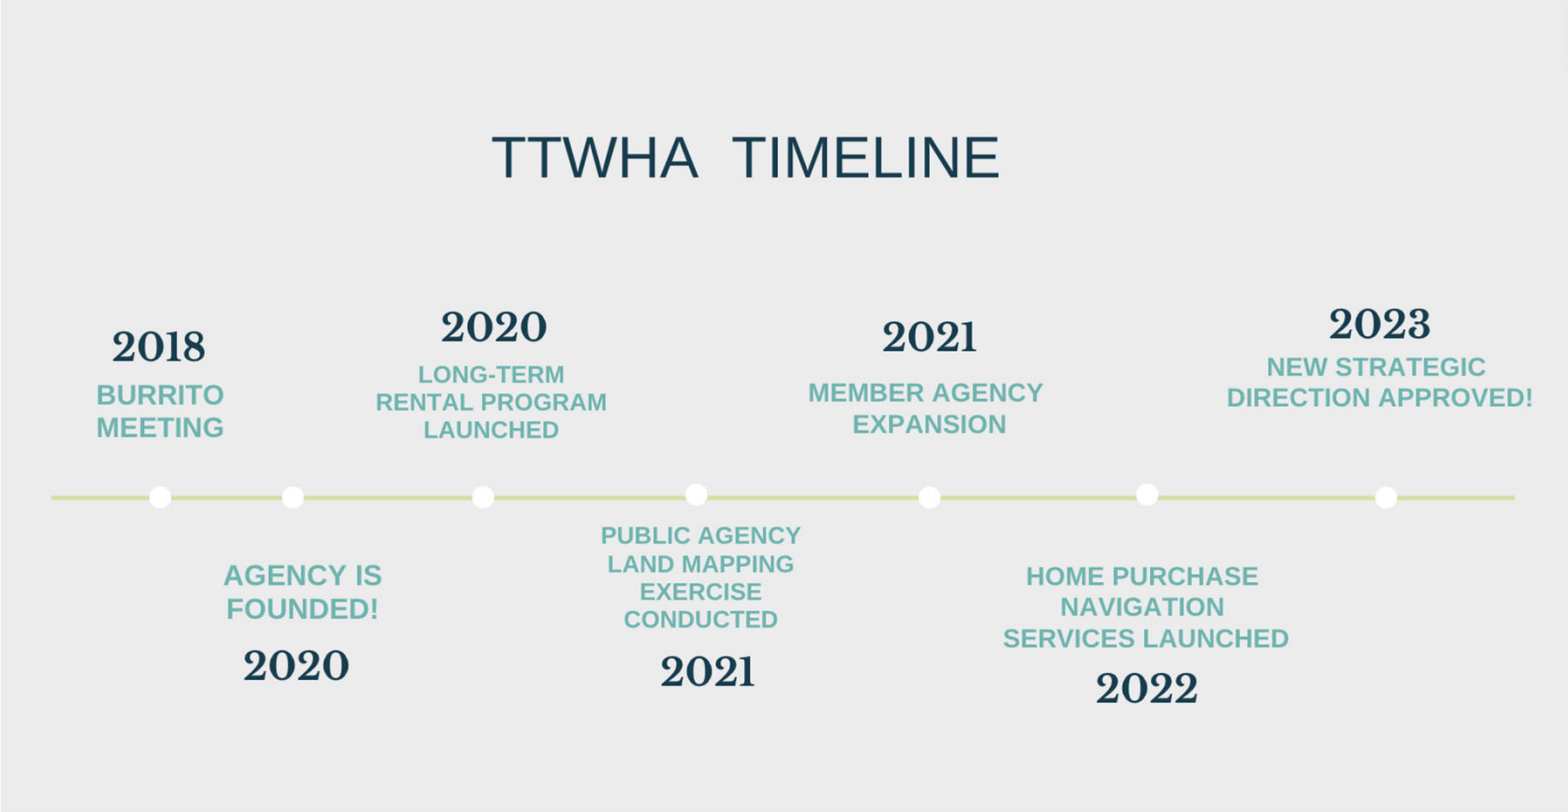 TTWHA TIMELINE
2018
BURRITO
MEETING
AGENCY IS
FOUNDED!
2020
2020
LONG-TERM
RENTAL PROGRAM
LAUNCHED
PUBLIC AGENCY
LAND MAPPING
EXERCISE
CONDUCTED
2021
2021
MEMBER AGENCY
EXPANSION
HOME PURCHASE
NAVIGATION
SERVICES LAUNCHED
2022
2023
NEW STRATEGIC
DIRECTION APPROVED!